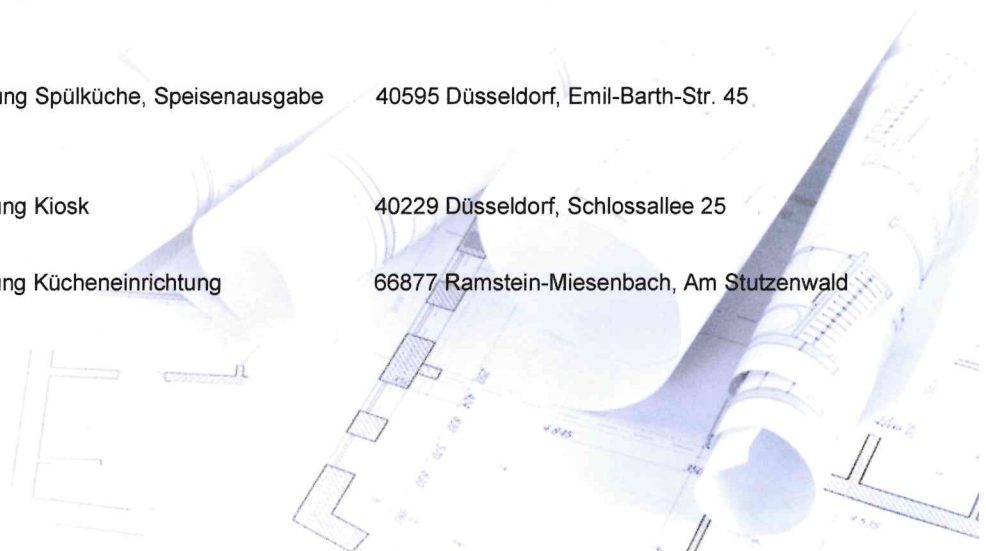 ung Spülküche, Speisenausgabe 40595 Düsseldorf, Emil-Barth-Str. 45
ung Kiosk 40229 Düsseldorf, Schlossallee 25
ung Kücheneinrichtung 66877 Ramstein-Miesenbach, Am Stutzenwald